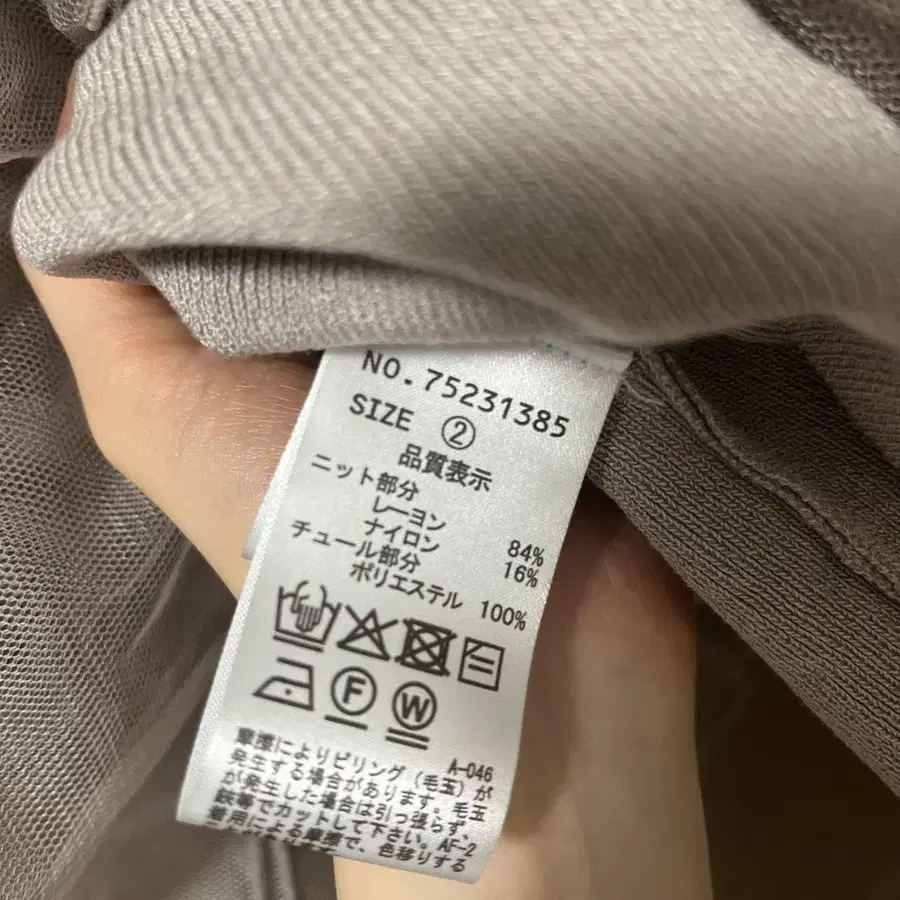 NO.75231385
SIZE ②
品質表示
ニット部分
レーヨン 84%
ナイロン 16%
チュール部分
ポリエステル 100%
F W
A-046
摩擦によりピリング(毛玉)が
発生する場合があります。毛玉
が発生した場合は引っ張らず、
鋏等でカットして下さい。AF-2
着用による摩擦で、色移りする